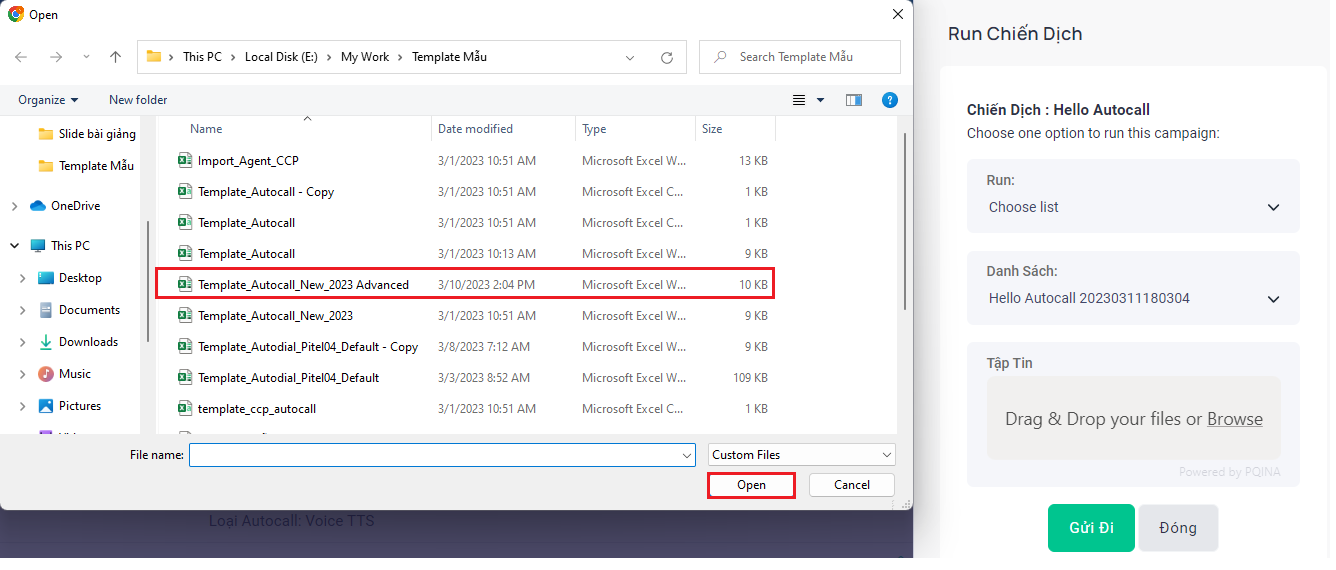 Open
This PC Local Disk (E:) My Work Template Mẫu
Search Template Mẫu
Organize New folder
?
Slide bài giảng
Template Mẫu
OneDrive
This PC
Desktop
Documents
Downloads
Music
Pictures
Name Date modified Type Size
Import_Agent_CCP 3/1/2023 10:51 AM Microsoft Excel W... 13 KB
Template_Autocall - Copy 3/1/2023 10:51 AM Microsoft Excel C... 1 KB
Template_Autocall 3/1/2023 10:51 AM Microsoft Excel C... 1 KB
Template_Autocall 3/1/2023 10:13 AM Microsoft Excel W... 9 KB
Template_Autocall_New_2023 Advanced 3/10/2023 2:04 PM Microsoft Excel W... 10 KB
Template_Autocall_New_2023 3/1/2023 10:51 AM Microsoft Excel W... 9 KB
Template_Autodial_Pitel04_Default - Copy 3/8/2023 7:12 AM Microsoft Excel W... 9 KB
Template_Autodial_Pitel04_Default 3/3/2023 8:52 AM Microsoft Excel W... 109 KB
template_ccp_autocall 3/1/2023 10:51 AM Microsoft Excel C... 1 KB
File name:
Custom Files
Open Cancel
Loại Autocall: Voice TTS
Run Chiến Dịch
Chiến Dịch : Hello Autocall
Choose one option to run this campaign:
Run:
Choose list
Danh Sách:
Hello Autocall 20230311180304
Tập Tin
Drag & Drop your files or Browse
Powered by PQINA
Gửi Đi Đóng